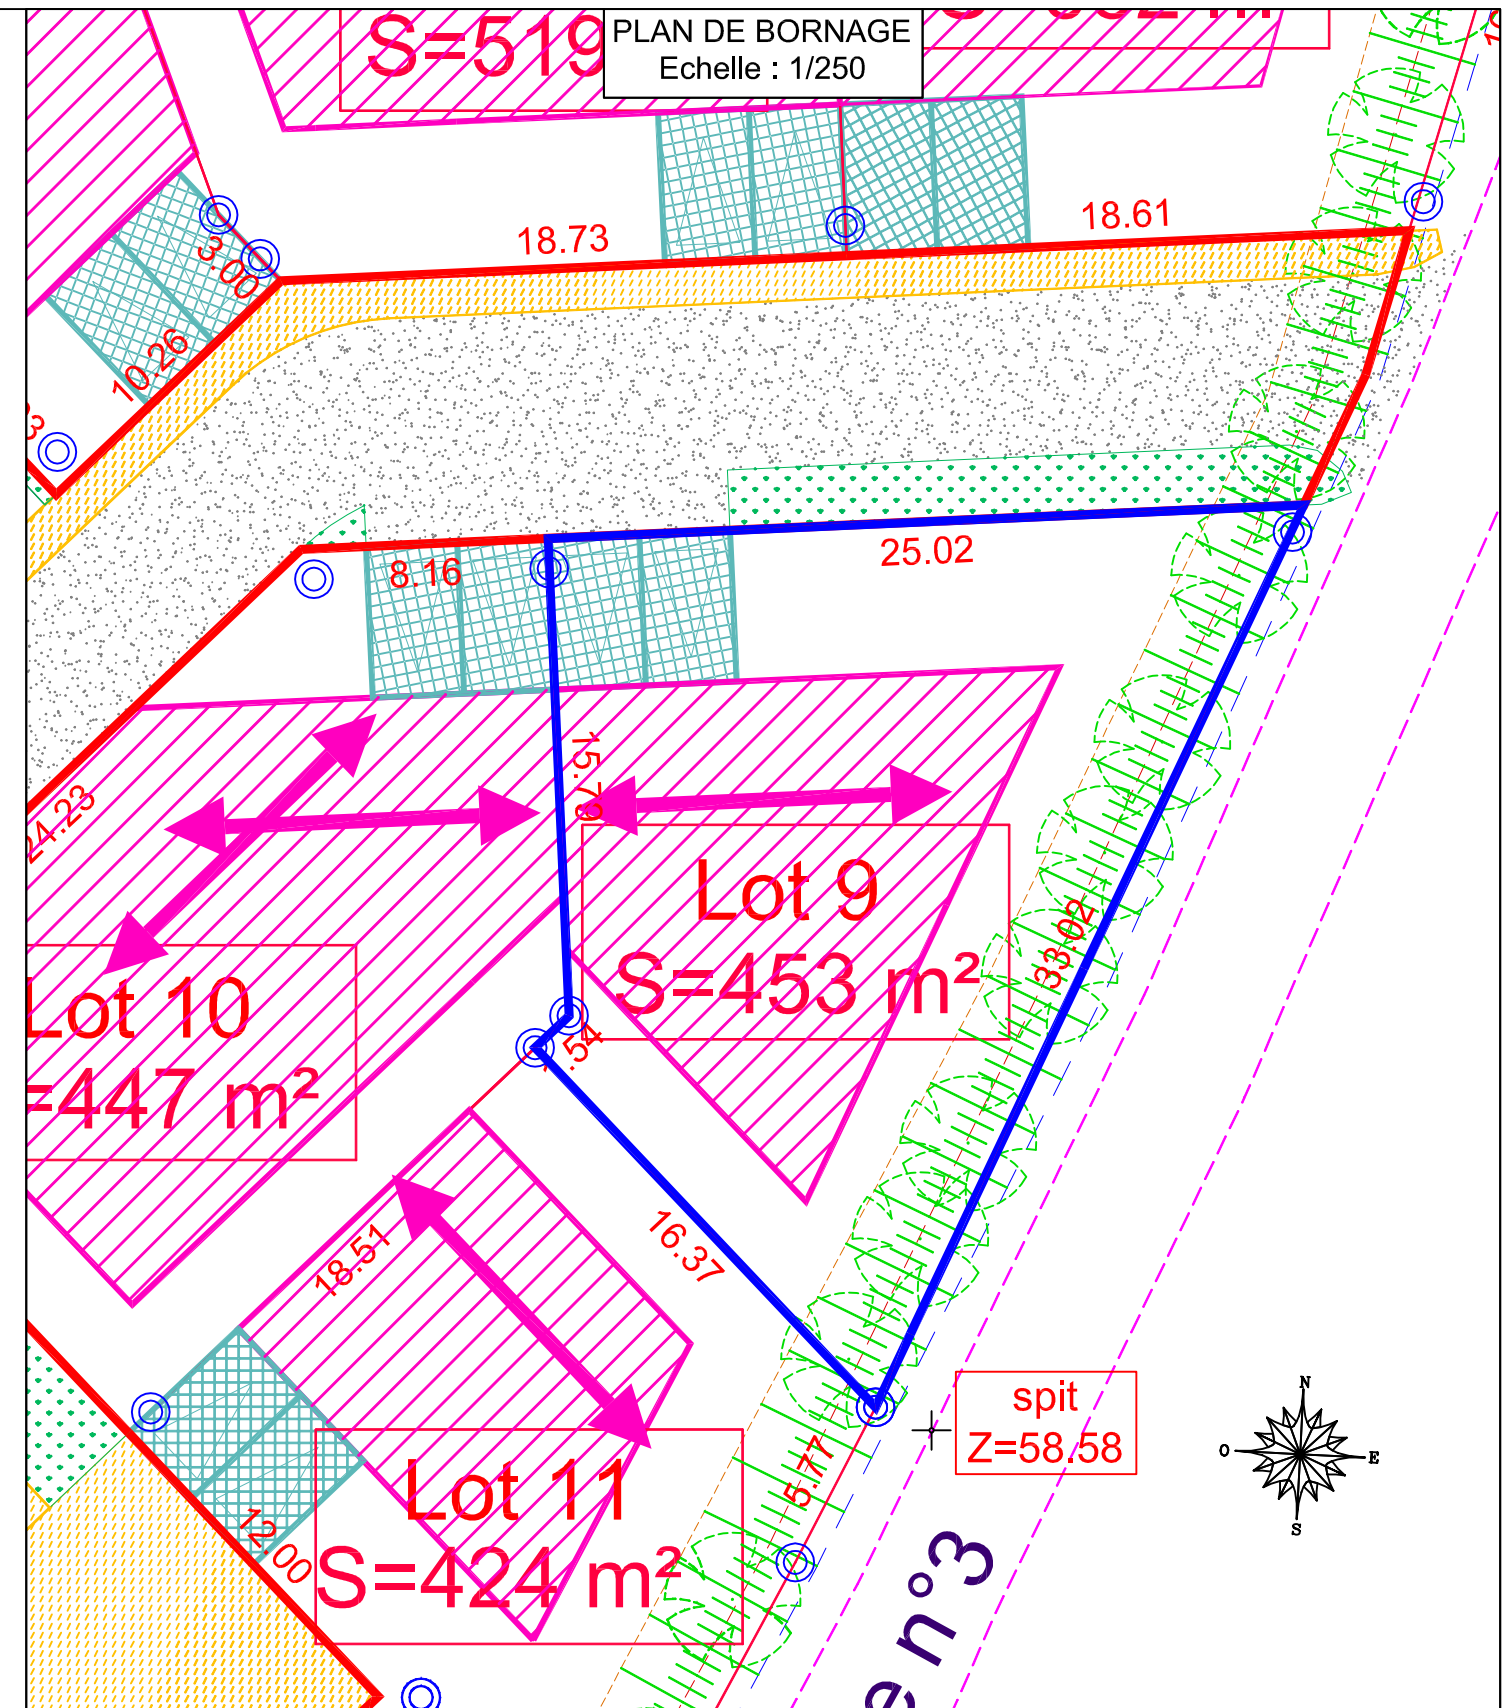 PLAN DE BORNAGE
Echelle : 1/250
S=519
18.73
18.61
3.00
10.26
8.16
25.02
15.79
24.23
Lot 9
S=453 m²
33.02
Lot 10
=447 m²
.54
18.51
16.37
spit
Z=58.58
5.77
Lot 11
S=424 m²
12.00
e n°3
N
O
E
S